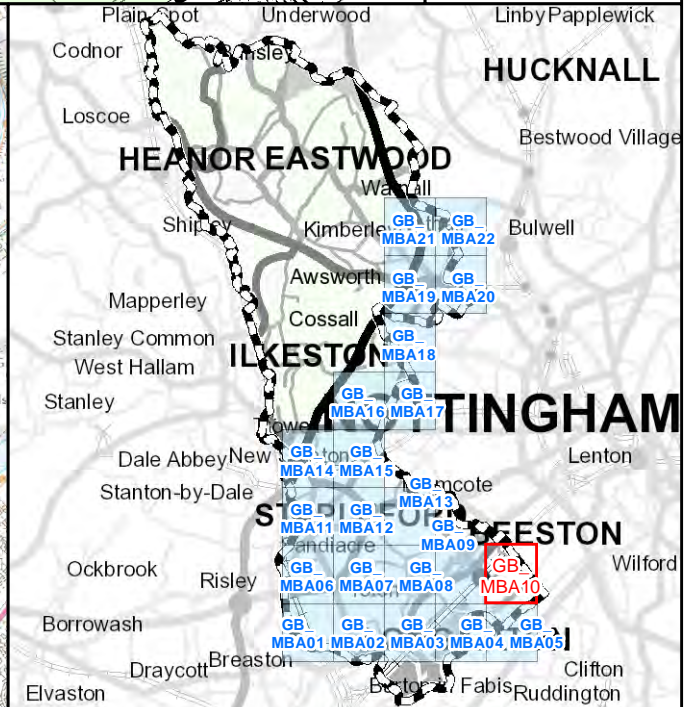 Plain Spot Underwood Linby Papplewick
Codnor
HUCKNALL
Loscoe
Bestwood Village
HEANOR EASTWOOD
Shipley Kimberley Bulwell
GB_ MBA21 GB_ MBA22
Awsworth
GB_ MBA19 GB_ MBA20
Mapperley
Cossall
Stanley Common
ILKESTON
GB_ MBA18
West Hallam
Stanley
GB_ MBA16 GB_ MBA17
TTINGHAM
Dale Abbey New
GB_ MBA14 GB_ MBA15
Lenton
Stanton-by-Dale
GB_ MBA13
GB_ MBA11 GB_ MBA12
GB_ MBA09
BEESTON
Ockbrook
Risley
GB_ MBA06 GB_ MBA07 GB_ MBA08
GB_ MBA10
Wilford
Borrowash
GB_ MBA01 GB_ MBA02 GB_ MBA03 GB_ MBA04 GB_ MBA05
Draycott Breaston
Clifton
Elvaston
Fabis Ruddington